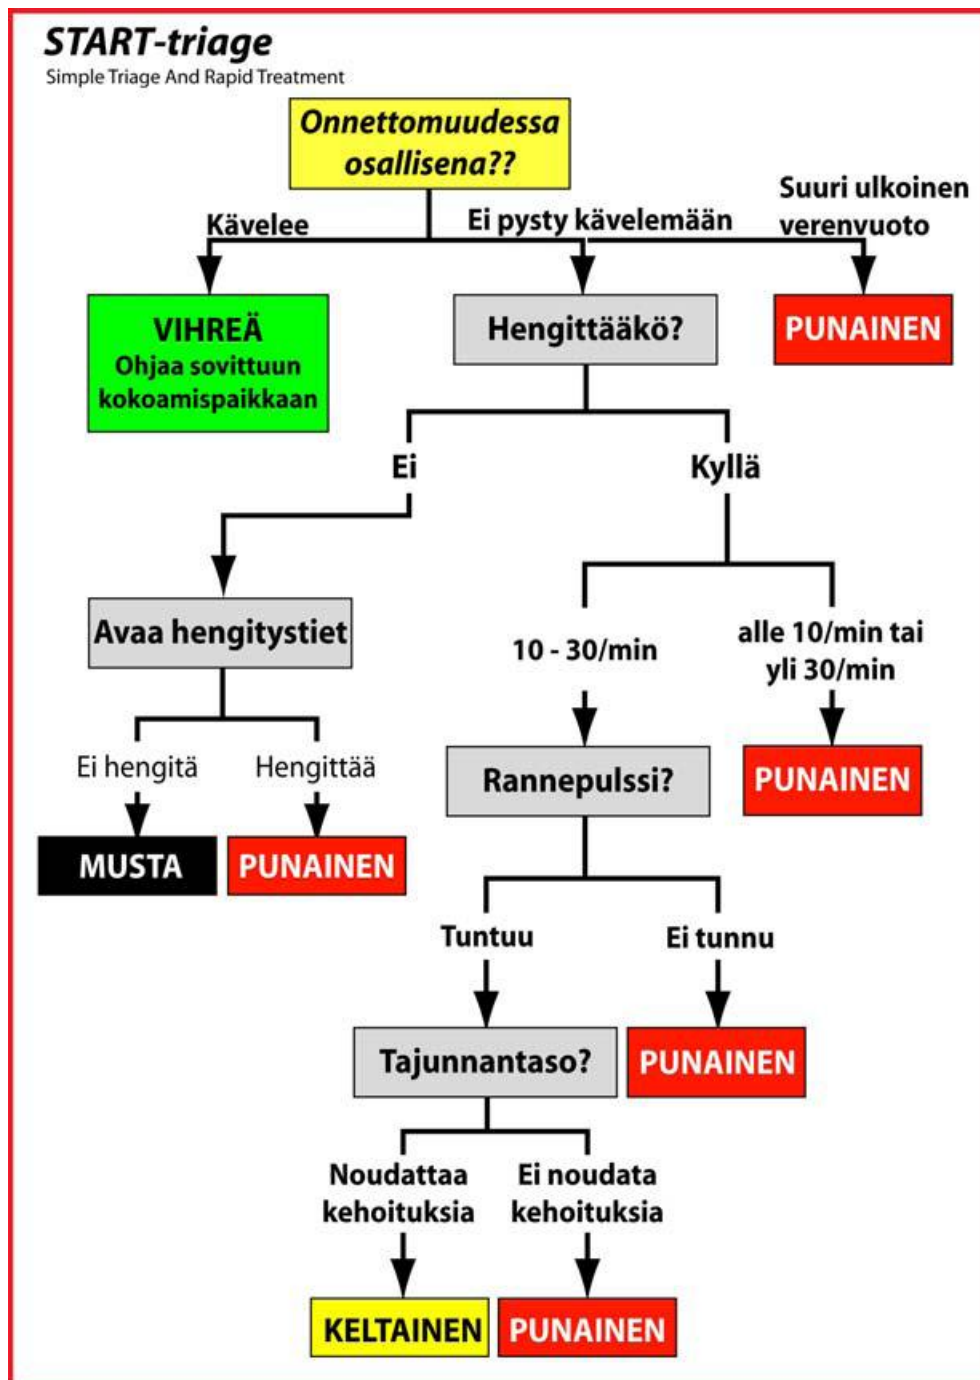 START-triage
Simple Triage And Rapid Treatment
Onnettomuudessa
osallisena??
Kävelee
Ei pysty kävelemään
Suuri ulkoinen
verenvuoto
VIHREÄ
Ohjaa sovittuun
kokoamispaikkaan
Hengittääkö?
PUNAINEN
Ei
Kyllä
Avaa hengitystiet
10 - 30/min
alle 10/min tai
yli 30/min
Ei hengitä
Hengittää
Rannepulssi?
PUNAINEN
MUSTA
PUNAINEN
Tuntuu
Ei tunnu
Tajunnantaso?
PUNAINEN
Noudattaa
kehoituksia
Ei noudata
kehoituksia
KELTAINEN
PUNAINEN